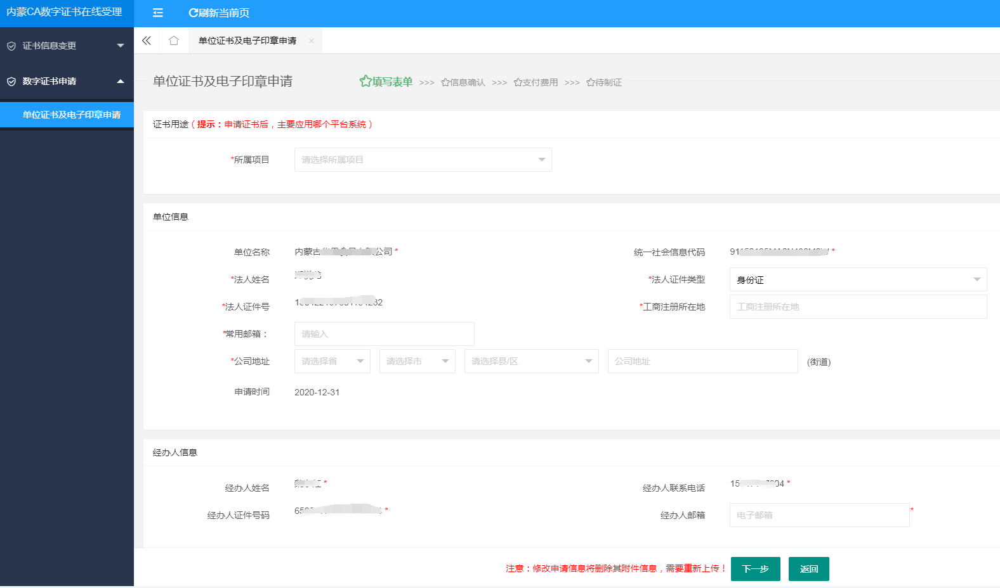 内蒙CA数字证书在线受理
刷新当前页
证书信息变更
数字证书申请
单位证书及电子印章申请
单位证书及电子印章申请 ×
单位证书及电子印章申请
填写表单 >>> 信息确认 >>> 支付费用 >>> 待制证
证书用途（提示：申请证书后，主要应用哪个平台系统）
*所属项目 请选择所属项目
单位信息
单位名称 内蒙古 公司 * 统一社会信息代码 91 *
*法人姓名 *法人证件类型 身份证
*法人证件号 1 232 *工商注册所在地 工商注册所在地
*常用邮箱： 请输入
*公司地址 请选择省 请选择市 请选择县/区 公司地址 (街道)
申请时间 2020-12-31
经办人信息
经办人姓名 * 经办人联系电话 15 04 *
经办人证件号码 65 * 经办人邮箱 电子邮箱 *
注意：修改申请信息将删除其附件信息，需要重新上传！ 下一步 返回